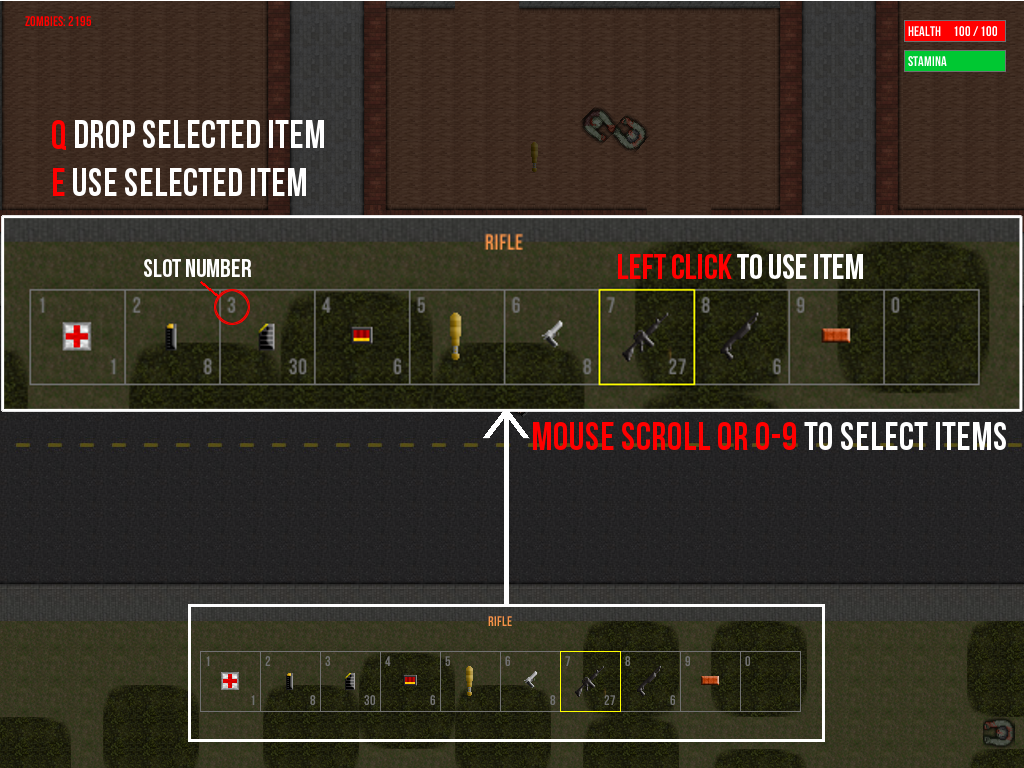 ZOMBIES: 2195
HEALTH 100 / 100
STAMINA
Q DROP SELECTED ITEM
E USE SELECTED ITEM
RIFLE
SLOT NUMBER
LEFT CLICK TO USE ITEM
1 2 3 4 5 6 7 8 9 0
1 8 30 6 8 27 6
MOUSE SCROLL OR 0-9 TO SELECT ITEMS
RIFLE
1 2 3 4 5 6 7 8 9 0
1 8 30 6 8 27 6